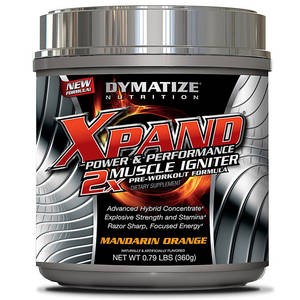 NEW
FORMULA!
DYMATIZE
NUTRITION
XPAND
POWER & PERFORMANCE
2X MUSCLE IGNITER
PRE-WORKOUT FORMULA
DIETARY SUPPLEMENT
Advanced Hybrid Concentrate*
Explosive Strength and Stamina*
Razor Sharp, Focused Energy*
MANDARIN ORANGE
NATURALLY & ARTIFICIALLY FLAVORED
NET WT 0.79 LBS (360g)